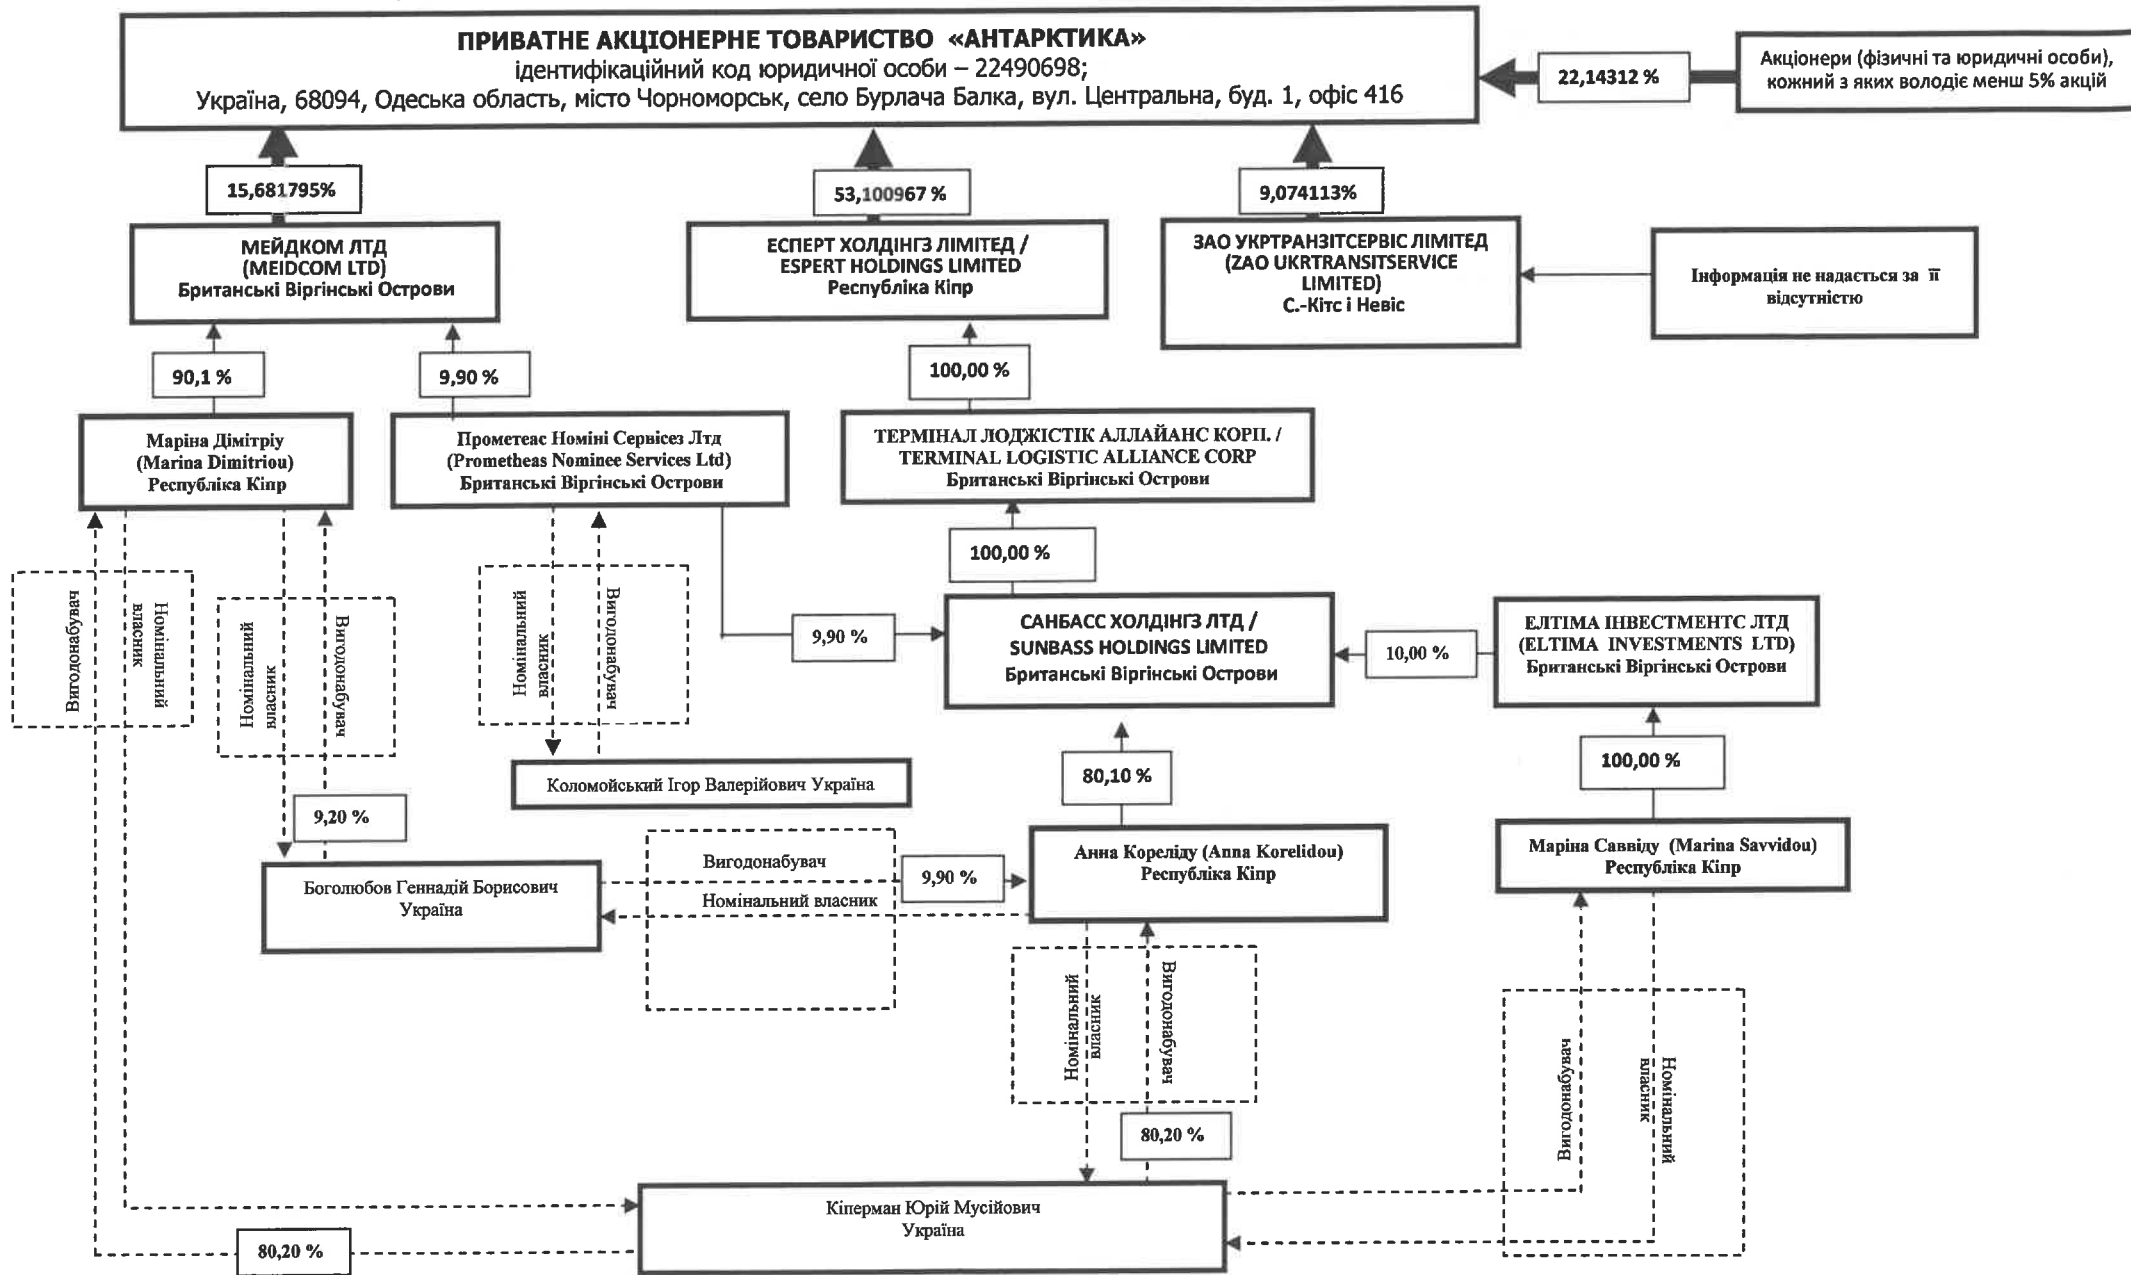 ПРИВАТНЕ АКЦІОНЕРНЕ ТОВАРИСТВО «АНТАРКТИКА»
ідентифікаційний код юридичної особи – 22490698;
Україна, 68094, Одеська область, місто Чорноморськ, село Бурлача Балка, вул. Центральна, буд. 1, офіс 416
22,14312 %
Акціонери (фізичні та юридичні особи),
кожний з яких володіє менш 5% акцій
15,681795%
53,100967 %
9,074113%
МЕЙДКОМ ЛТД
(MEIDCOM LTD)
Британські Віргінські Острови
ЕСПЕРТ ХОЛДІНГЗ ЛІМІТЕД /
ESPERT HOLDINGS LIMITED
Республіка Кіпр
ЗАО УКРТРАНЗІТСЕРВІС ЛІМІТЕД
(ZAO UKRTRANSITSERVICE
LIMITED)
С.-Кітс і Невіс
Інформація не надається за її
відсутністю
90,1 %
9,90 %
100,00 %
Маріна Дімітріу
(Marina Dimitriou)
Республіка Кіпр
Прометеас Номіні Сервісез Лтд
(Prometheas Nominee Services Ltd)
Британські Віргінські Острови
ТЕРМІНАЛ ЛОДЖІСТІК АЛЛАЙАНС КОРП. /
TERMINAL LOGISTIC ALLIANCE CORP
Британські Віргінські Острови
100,00 %
Вигодонабувач
Номінальний
власник
Номінальний
власник
Вигодонабувач
Номінальний
власник
Вигодонабувач
9,90 %
САНБАСС ХОЛДІНГЗ ЛТД /
SUNBASS HOLDINGS LIMITED
Британські Віргінські Острови
10,00 %
ЕЛТІМА ІНВЕСТМЕНТС ЛТД
(ELTIMA INVESTMENTS LTD)
Британські Віргінські Острови
Коломойський Ігор Валерійович Україна
80,10 %
100,00 %
9,20 %
Боголюбов Геннадій Борисович
Україна
Вигодонабувач
Номінальний власник
9,90 %
Анна Кореліду (Anna Korelidou)
Республіка Кіпр
Маріна Саввіду (Marina Savvidou)
Республіка Кіпр
Номінальний
власник
Вигодонабувач
Вигодонабувач
Номінальний
власник
80,20 %
Кіперман Юрій Мусійович
Україна
80,20 %